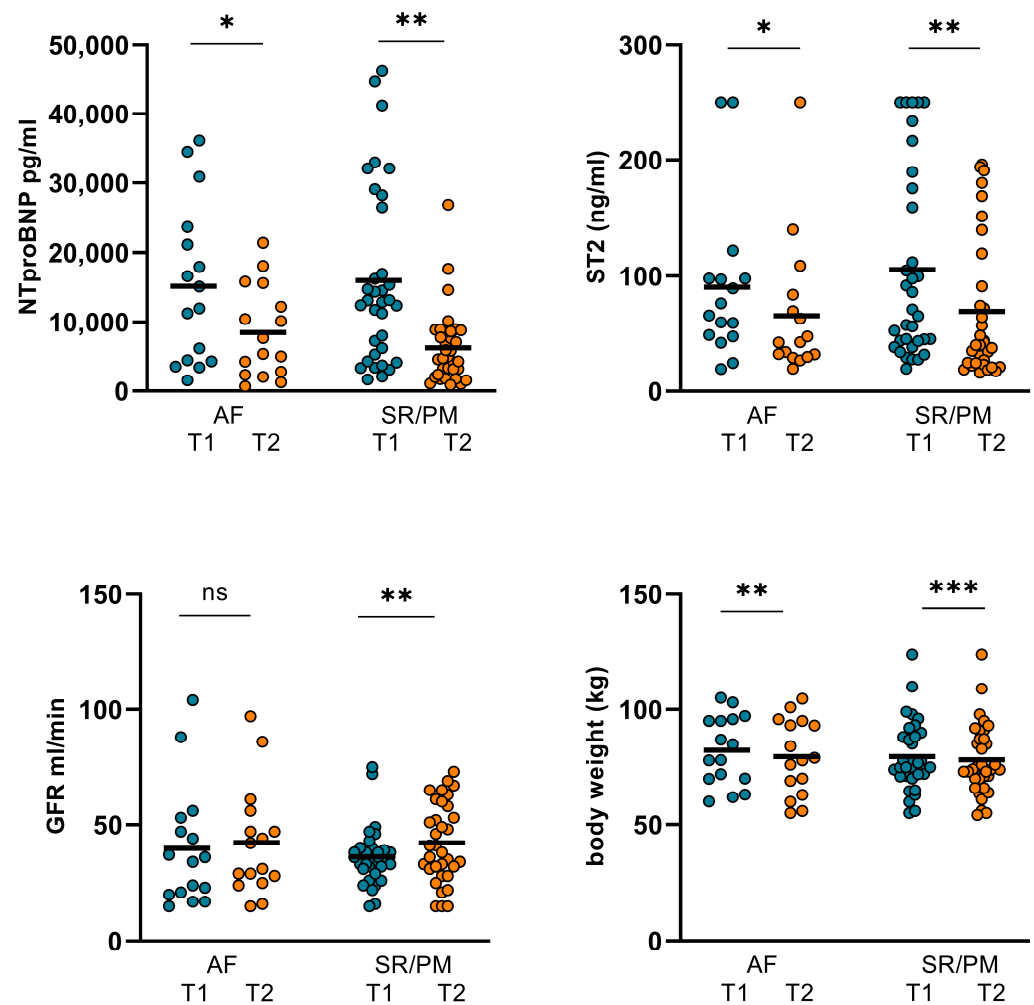 * **
50,000
40,000
30,000
20,000
10,000
0
NTproBNP pg/ml
AF SR/PM
T1 T2 T1 T2
* **
300
200
100
0
ST2 (ng/ml)
AF SR/PM
T1 T2 T1 T2
ns **
150
100
50
0
GFR ml/min
AF SR/PM
T1 T2 T1 T2
** ***
150
100
50
0
body weight (kg)
AF SR/PM
T1 T2 T1 T2